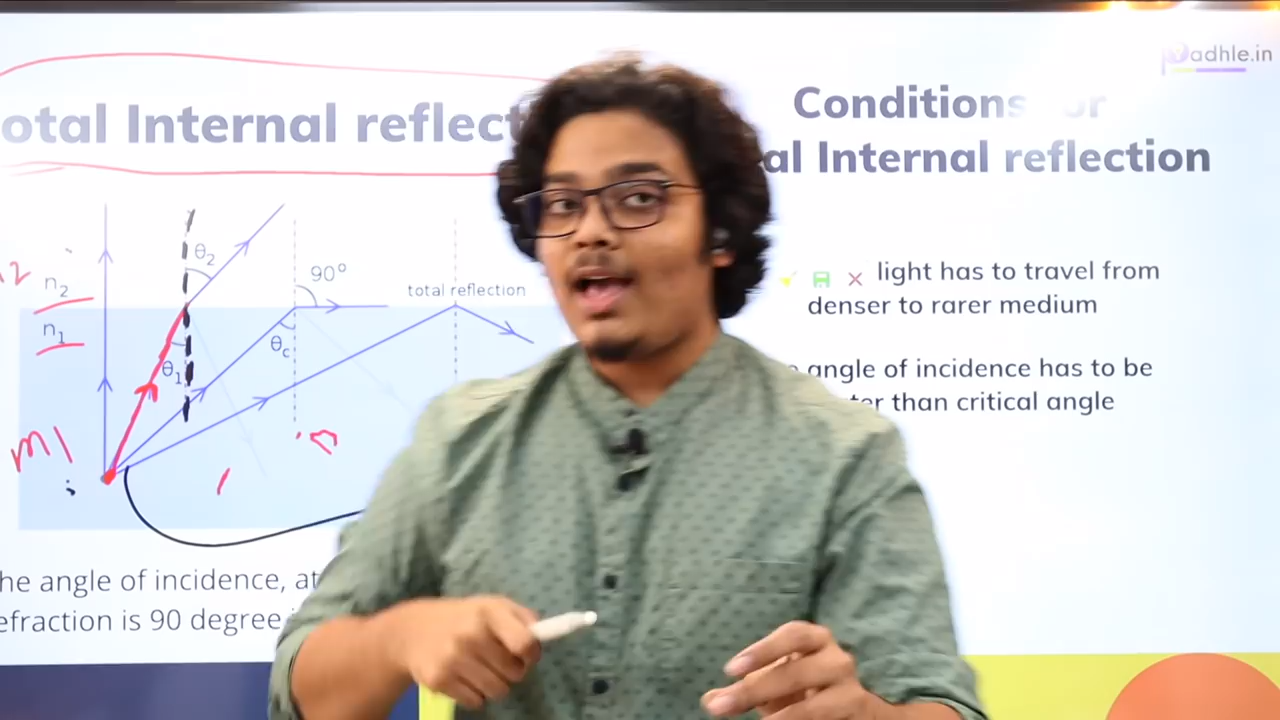 adhle.in
otal Internal reflect
Conditions
al Internal reflection
θ2
90°
n2
total reflection
n1
θc
θ1
m1
light has to travel from
denser to rarer medium
angle of incidence has to be
than critical angle
he angle of incidence, at
efraction is 90 degree